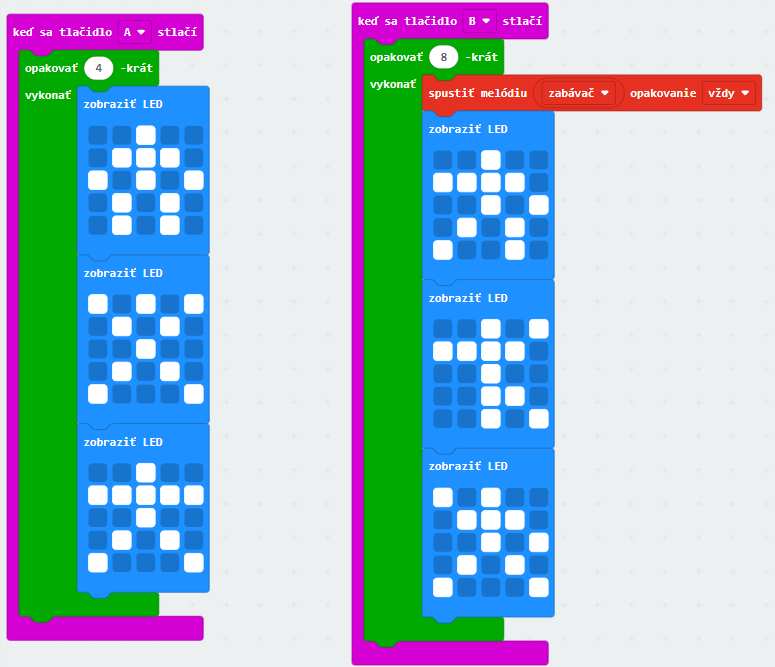 keď sa tlačidlo A stlačí
opakovať 4 -krát
vykonať
zobraziť LED
zobraziť LED
zobraziť LED
keď sa tlačidlo B stlačí
opakovať 8 -krát
vykonať
spustiť melódiu zabávač opakovanie vždy
zobraziť LED
zobraziť LED
zobraziť LED